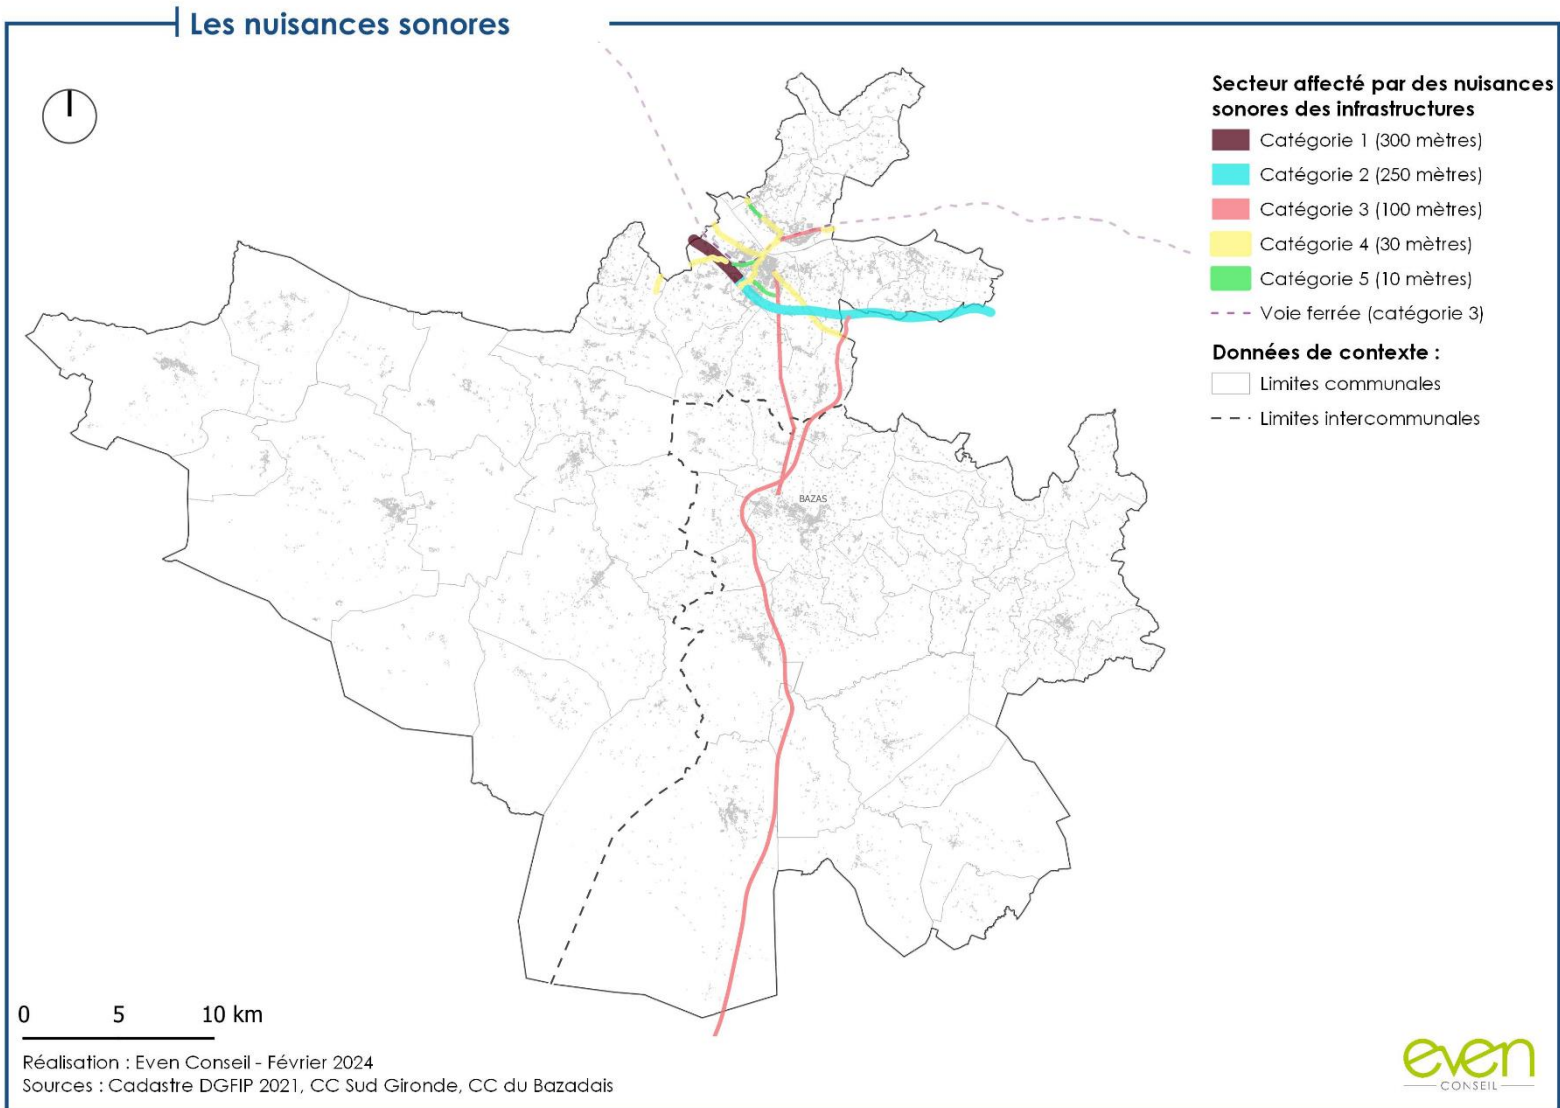 Les nuisances sonores
Secteur affecté par des nuisances
sonores des infrastructures
Catégorie 1 (300 mètres)
Catégorie 2 (250 mètres)
Catégorie 3 (100 mètres)
Catégorie 4 (30 mètres)
Catégorie 5 (10 mètres)
Voie ferrée (catégorie 3)
Données de contexte :
Limites communales
Limites intercommunales
BAZAS
0 5 10 km
Réalisation : Even Conseil - Février 2024
Sources : Cadastre DGFIP 2021, CC Sud Gironde, CC du Bazadais
even
CONSEIL